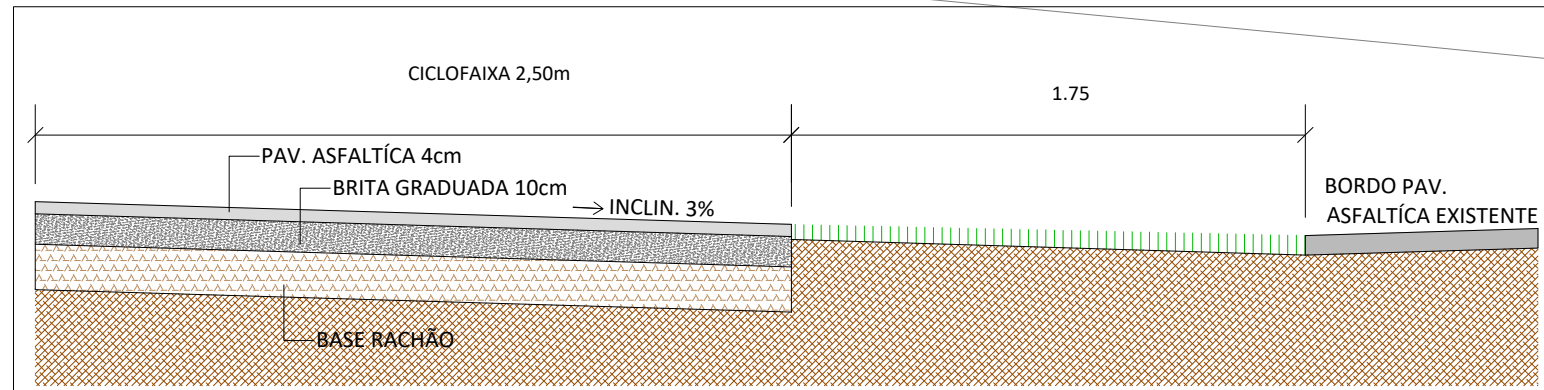 CICLOFAIXA 2,50m
1.75
PAV. ASFALTÍCA 4cm
BRITA GRADUADA 10cm
INCLIN. 3%
BORDO PAV.
ASFALTÍCA EXISTENTE
BASE RACHÃO